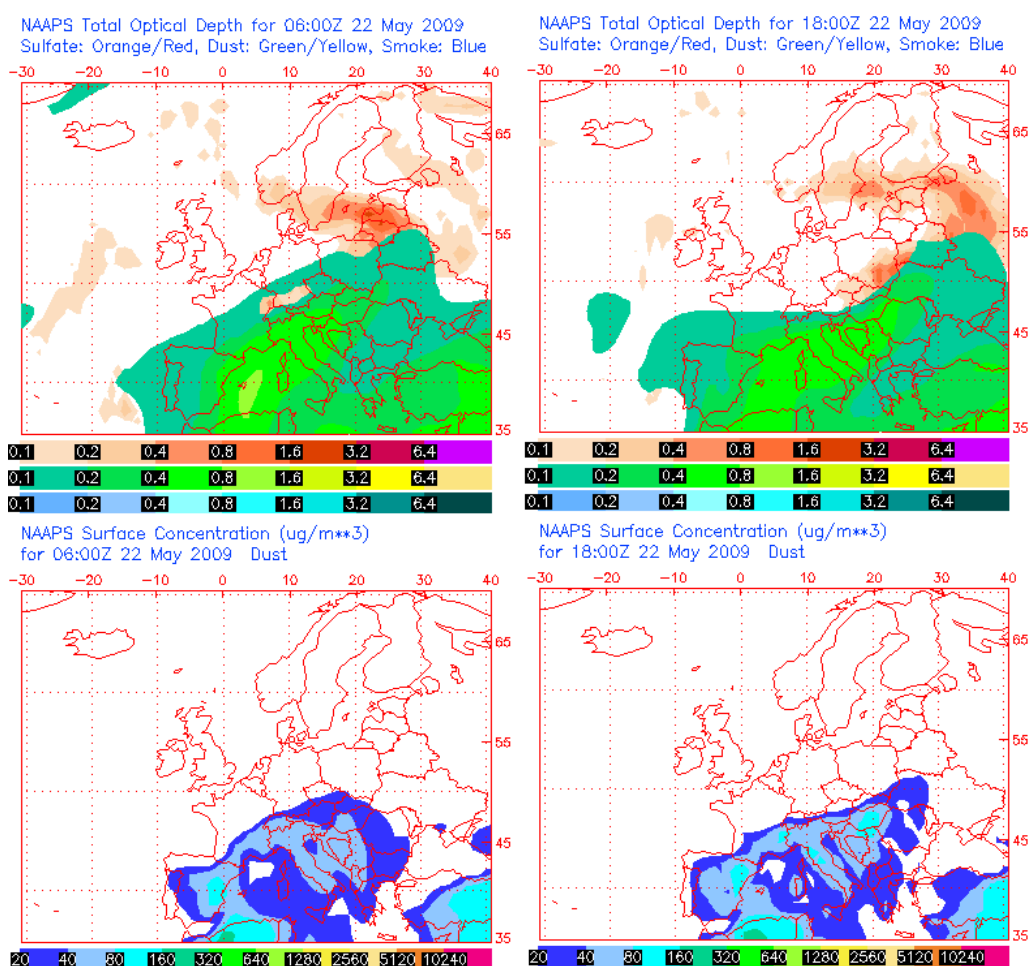 NAAPS Total Optical Depth for 06:00Z 22 May 2009
Sulfate: Orange/Red, Dust: Green/Yellow, Smoke: Blue
-30 -20 -10 0 10 20 30 40
65
55
45
35
0.1 0.2 0.4 0.8 1.6 3.2 6.4
0.1 0.2 0.4 0.8 1.6 3.2 6.4
0.1 0.2 0.4 0.8 1.6 3.2 6.4
NAAPS Total Optical Depth for 18:00Z 22 May 2009
Sulfate: Orange/Red, Dust: Green/Yellow, Smoke: Blue
-30 -20 -10 0 10 20 30 40
65
55
45
35
0.1 0.2 0.4 0.8 1.6 3.2 6.4
0.1 0.2 0.4 0.8 1.6 3.2 6.4
0.1 0.2 0.4 0.8 1.6 3.2 6.4
NAAPS Surface Concentration (ug/m**3)
for 06:00Z 22 May 2009 Dust
-30 -20 -10 0 10 20 30 40
65
55
45
35
20 40 80 160 320 640 1280 2560 5120 10240
NAAPS Surface Concentration (ug/m**3)
for 18:00Z 22 May 2009 Dust
-30 -20 -10 0 10 20 30 40
65
55
45
35
20 40 80 160 320 640 1280 2560 5120 10240